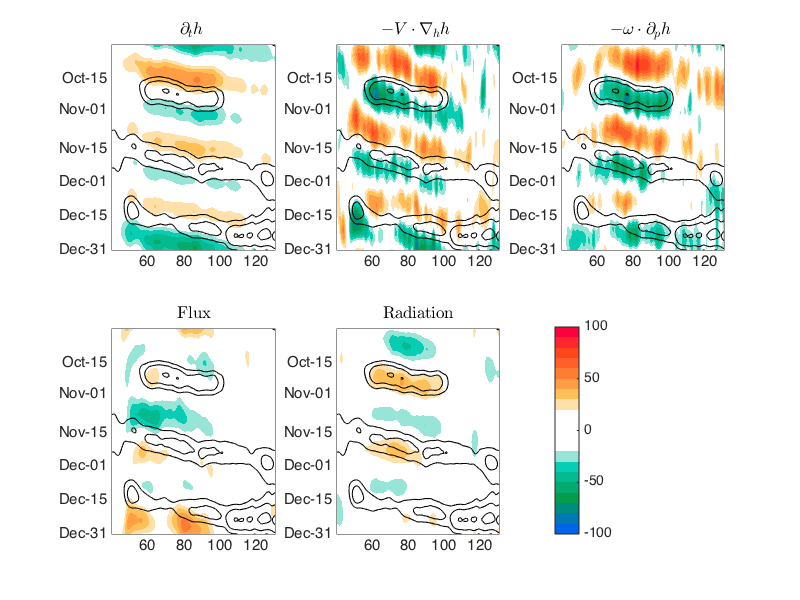 ∂ₜh
−V · ∇ₕh
−ω · ∂ₚh
Oct-15
Nov-01
Nov-15
Dec-01
Dec-15
Dec-31
60 80 100 120
Oct-15
Nov-01
Nov-15
Dec-01
Dec-15
Dec-31
60 80 100 120
Oct-15
Nov-01
Nov-15
Dec-01
Dec-15
Dec-31
60 80 100 120
Flux
Radiation
Oct-15
Nov-01
Nov-15
Dec-01
Dec-15
Dec-31
60 80 100 120
Oct-15
Nov-01
Nov-15
Dec-01
Dec-15
Dec-31
60 80 100 120
100
50
0
-50
-100